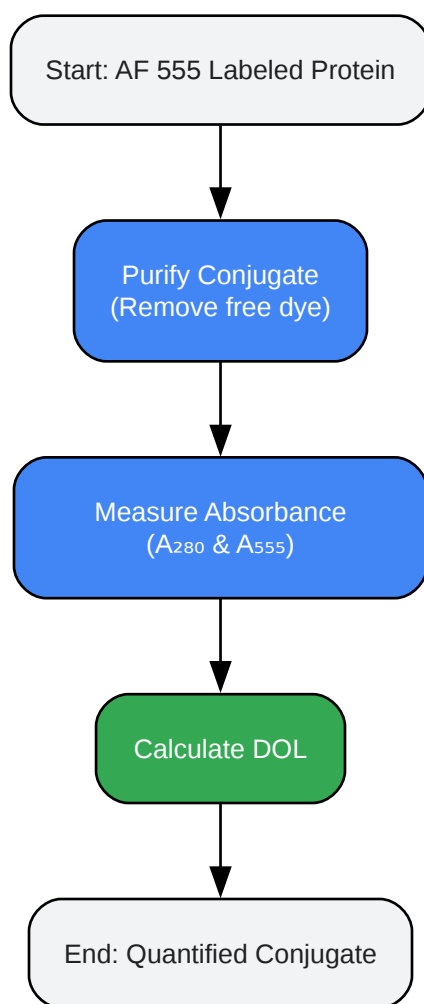 Start: AF 555 Labeled Protein
Purify Conjugate
(Remove free dye)
Measure Absorbance
(A₂₈₀ & A₅₅₅)
Calculate DOL
End: Quantified Conjugate